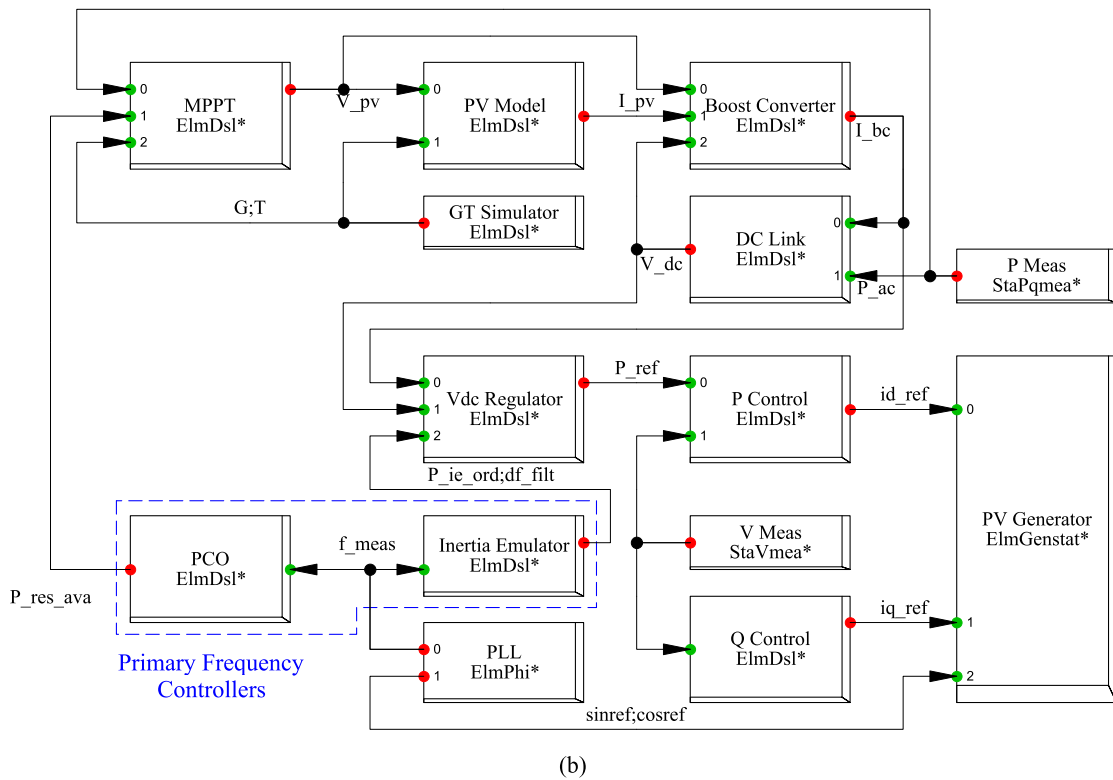 0
1
2
MPPT
ElmDsl*
V_pv
0
1
PV Model
ElmDsl*
I_pv
0
1
2
Boost Converter
ElmDsl*
I_bc
G;T
GT Simulator
ElmDsl*
V_dc
DC Link
ElmDsl*
0
1
P_ac
P Meas
StaPqmea*
0
1
2
Vdc Regulator
ElmDsl*
P_ref
0
1
P Control
ElmDsl*
id_ref
0
1
2
PV Generator
ElmGenstat*
P_ie_ord;df_filt
PCO
ElmDsl*
f_meas
Inertia Emulator
ElmDsl*
V Meas
StaVmea*
P_res_ava
Primary Frequency
Controllers
0
1
PLL
ElmPhi*
Q Control
ElmDsl*
iq_ref
sinref;cosref
(b)